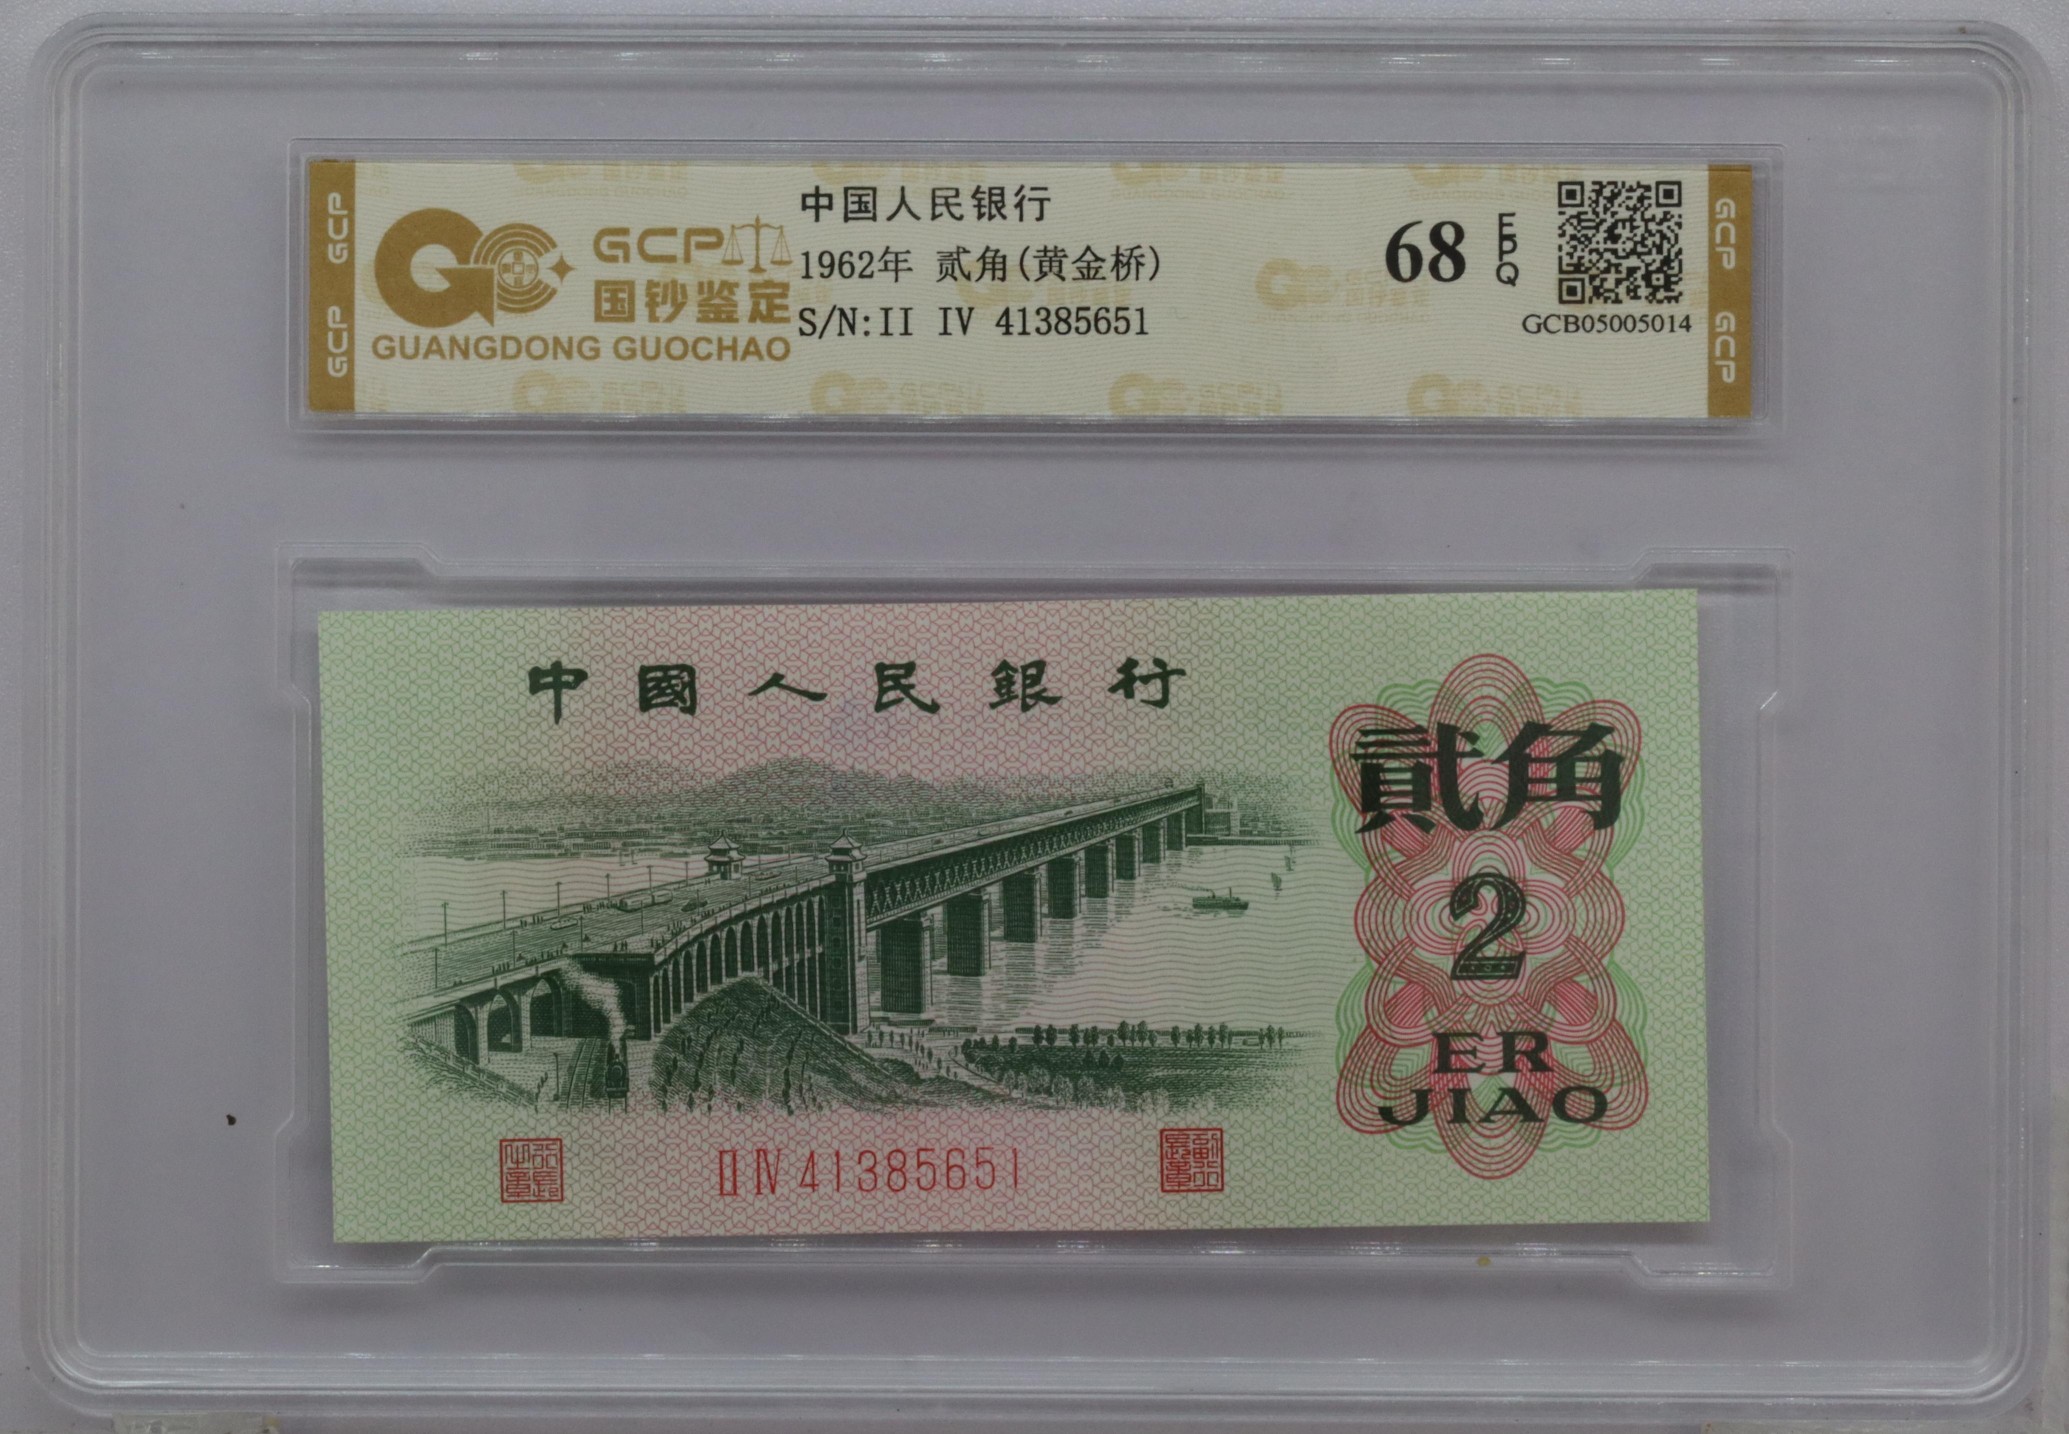 GCP
GCP
GCP
国钞鉴定
GUANGDONG GUOCHAO
中国人民银行
1962年 贰角(黄金桥)
S/N:II IV 41385651
68
EPQ
GCB05005014
GCP
GCP
中國人民銀行
貳角
2
ER
JIAO
II IV 41385651